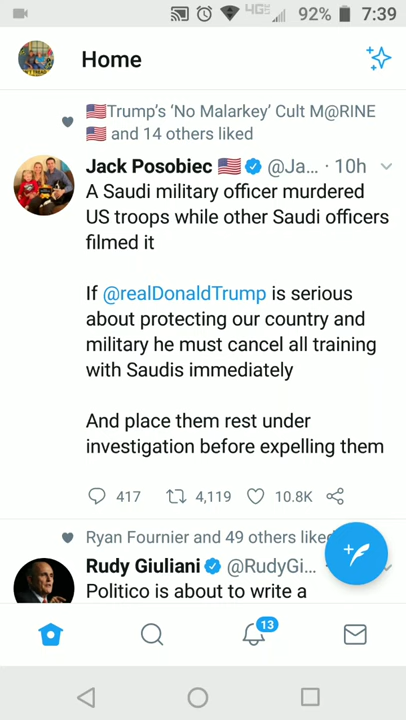 4G 92% 7:39
Home
🇺🇸Trump's 'No Malarkey' Cult M@RINE
🇺🇸 and 14 others liked
Jack Posobiec 🇺🇸 @Ja... · 10h
A Saudi military officer murdered
US troops while other Saudi officers
filmed it
If @realDonaldTrump is serious
about protecting our country and
military he must cancel all training
with Saudis immediately
And place them rest under
investigation before expelling them
417 4,119 10.8K
Ryan Fournier and 49 others liked
Rudy Giuliani @RudyGi...
Politico is about to write a
13